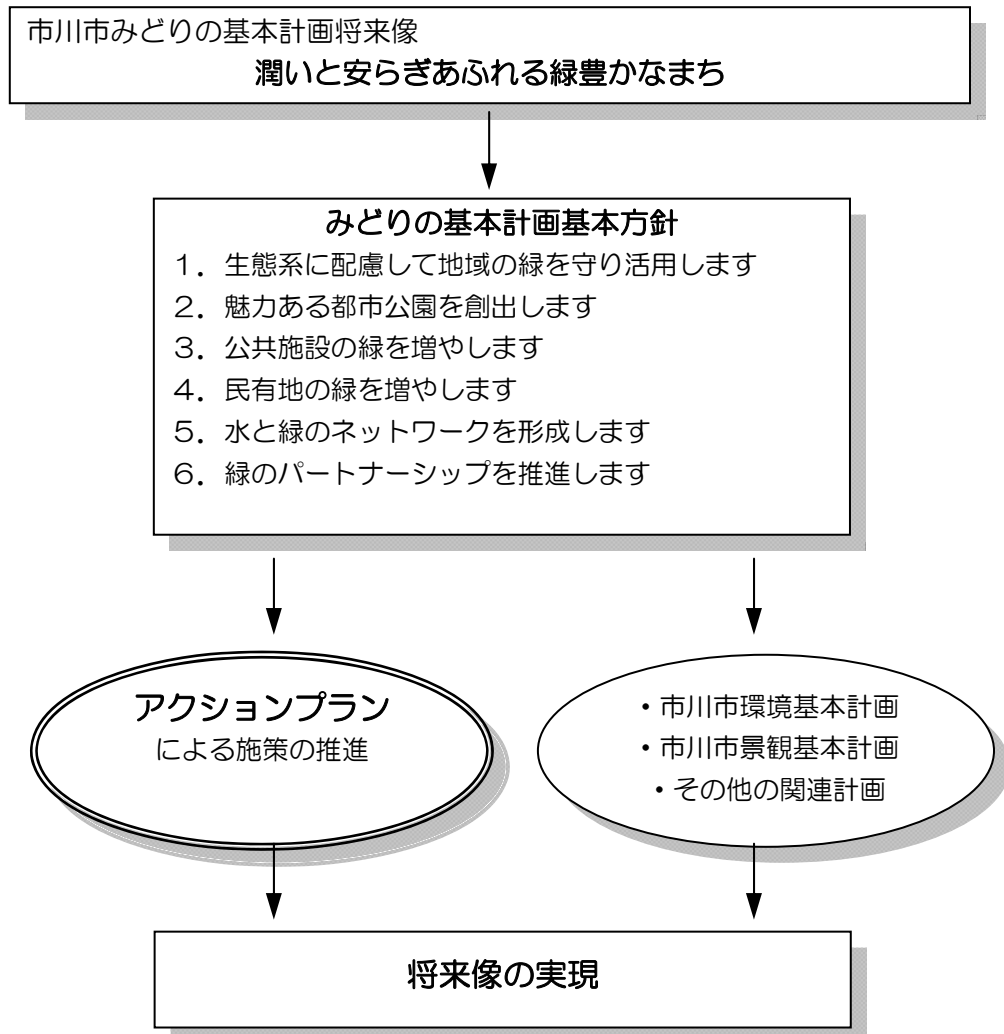 市川市みどりの基本計画将来像
潤いと安らぎあふれる緑豊かなまち
みどりの基本計画基本方針
１．生態系に配慮して地域の緑を守り活用します
２．魅力ある都市公園を創出します
３．公共施設の緑を増やします
４．民有地の緑を増やします
５．水と緑のネットワークを形成します
６．緑のパートナーシップを推進します
アクションプラン
による施策の推進
・市川市環境基本計画
・市川市景観基本計画
・その他の関連計画
将来像の実現